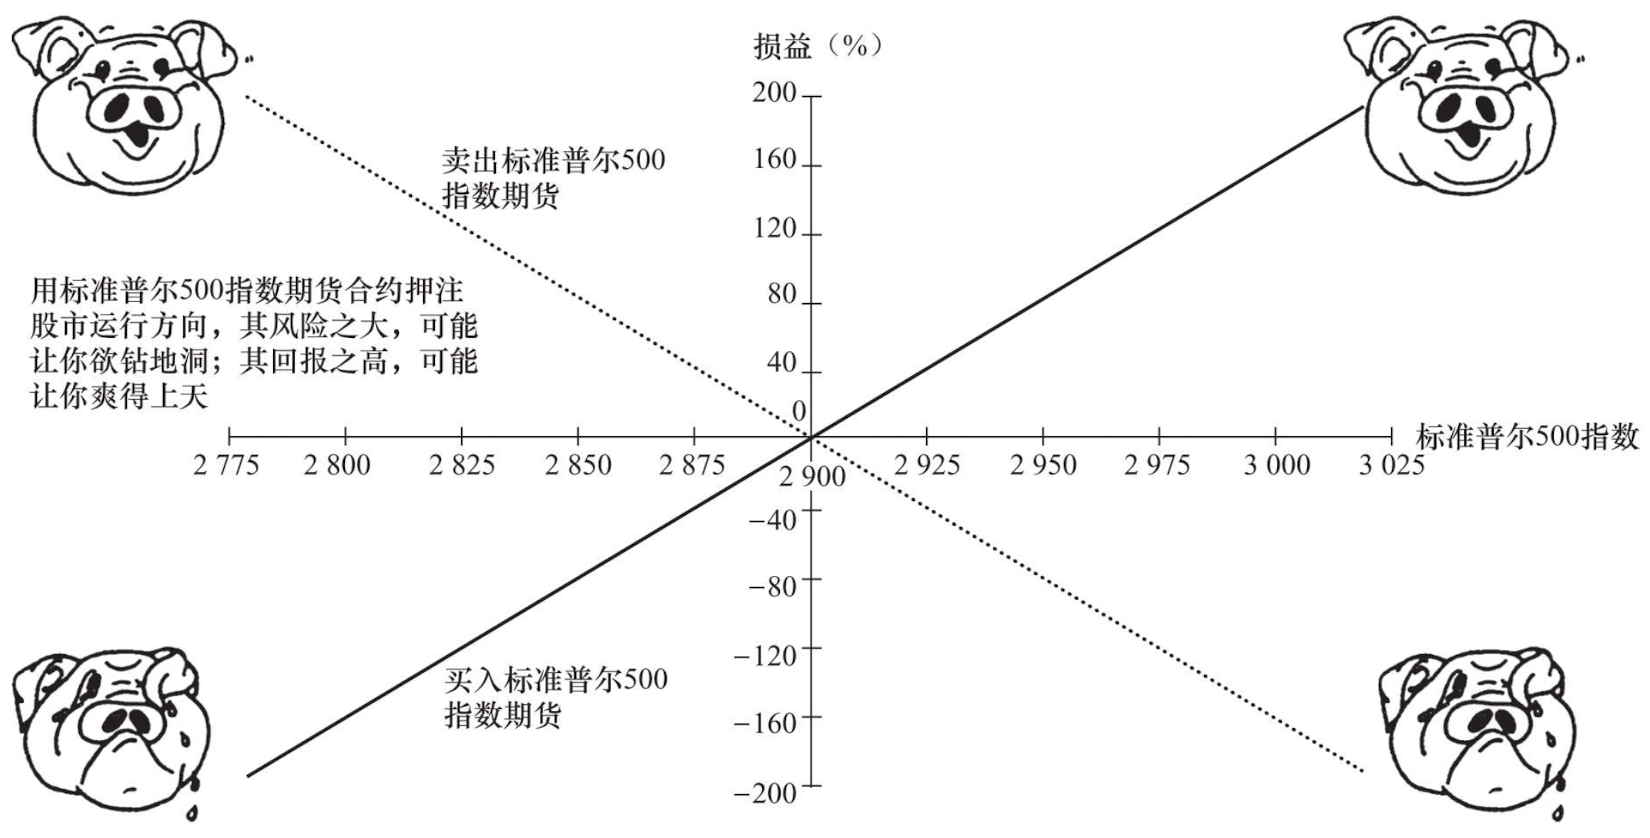 损益（%）
200
卖出标准普尔500
指数期货
160
120
用标准普尔500指数期货合约押注
股市运行方向，其风险之大，可能
让你欲钻地洞；其回报之高，可能
让你爽得上天
80
40
0
标准普尔500指数
2 775
2 800
2 825
2 850
2 875
2 900
2 925
2 950
2 975
3 000
3 025
−40
−80
−120
买入标准普尔500
指数期货
−160
−200